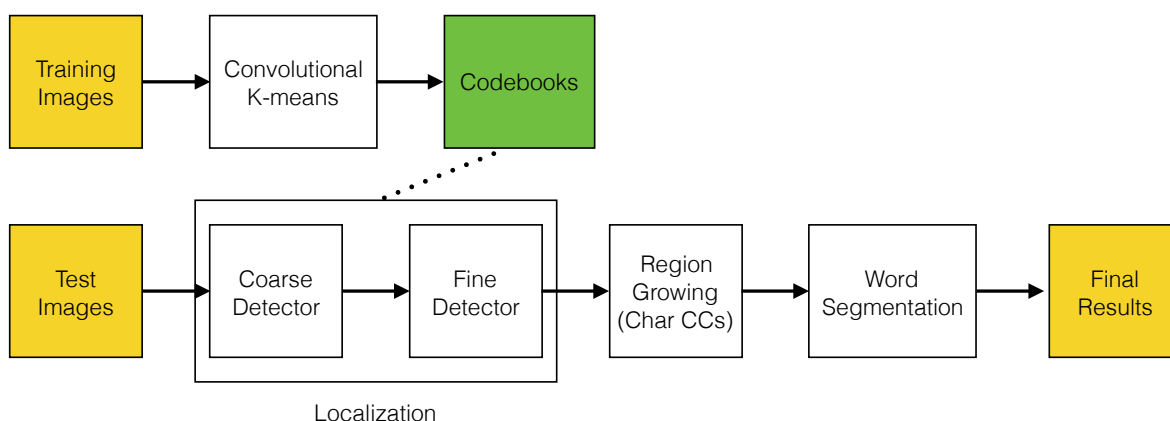 Training
Images
Convolutional
K-means
Codebooks
Test
Images
Coarse
Detector
Fine
Detector
Region
Growing
(Char CCs)
Word
Segmentation
Final
Results
Localization